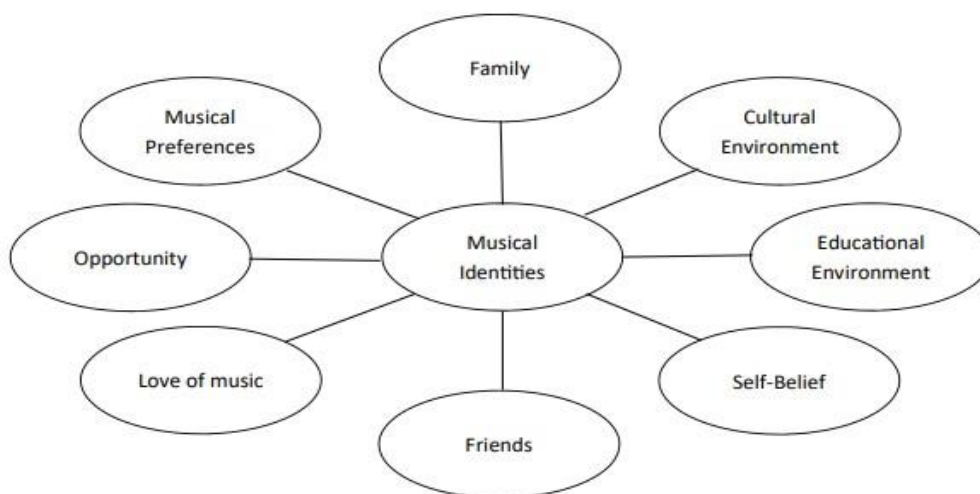 Family
Musical
Preferences
Cultural
Environment
Opportunity
Musical
Identities
Educational
Environment
Love of music
Self-Belief
Friends